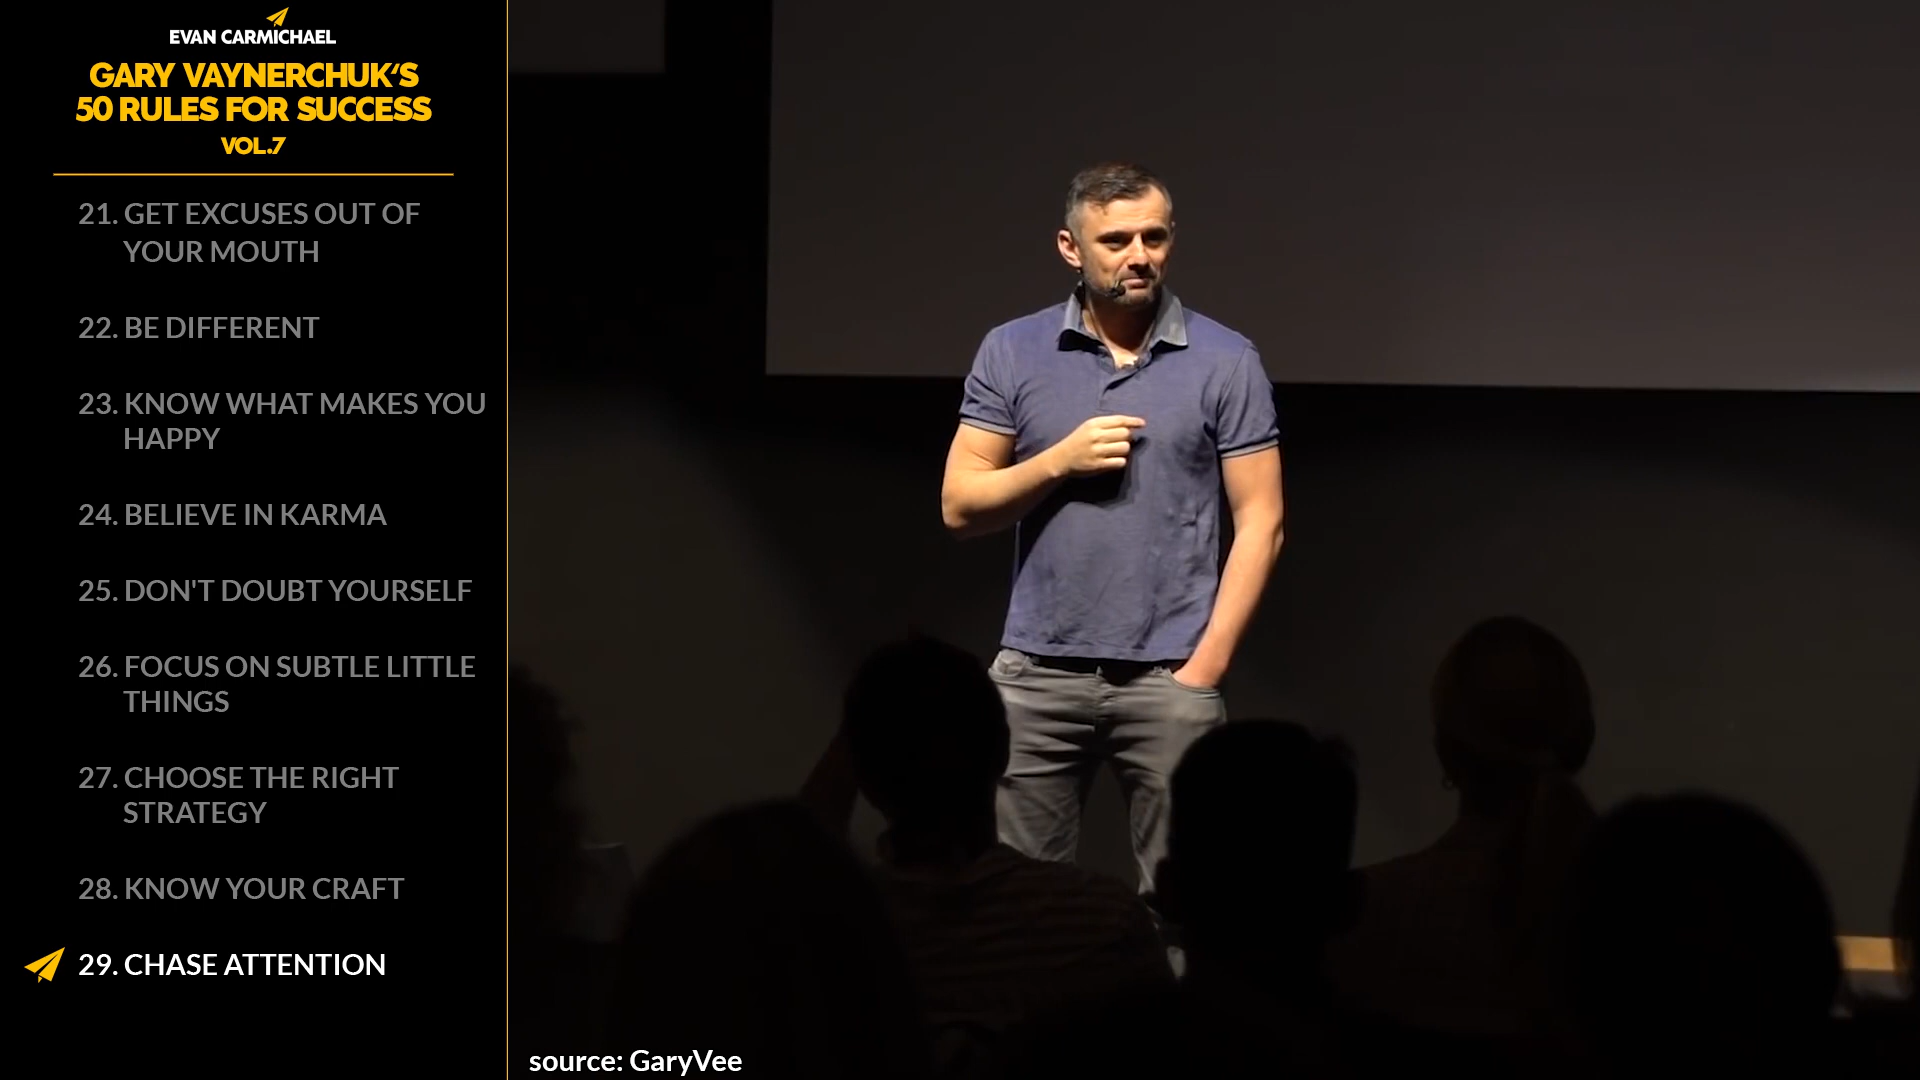 EVAN CARMICHAEL
GARY VAYNERCHUK‘S
50 RULES FOR SUCCESS
VOL.7
21. GET EXCUSES OUT OF
YOUR MOUTH
22. BE DIFFERENT
23. KNOW WHAT MAKES YOU
HAPPY
24. BELIEVE IN KARMA
25. DON'T DOUBT YOURSELF
26. FOCUS ON SUBTLE LITTLE
THINGS
27. CHOOSE THE RIGHT
STRATEGY
28. KNOW YOUR CRAFT
29. CHASE ATTENTION
source: GaryVee